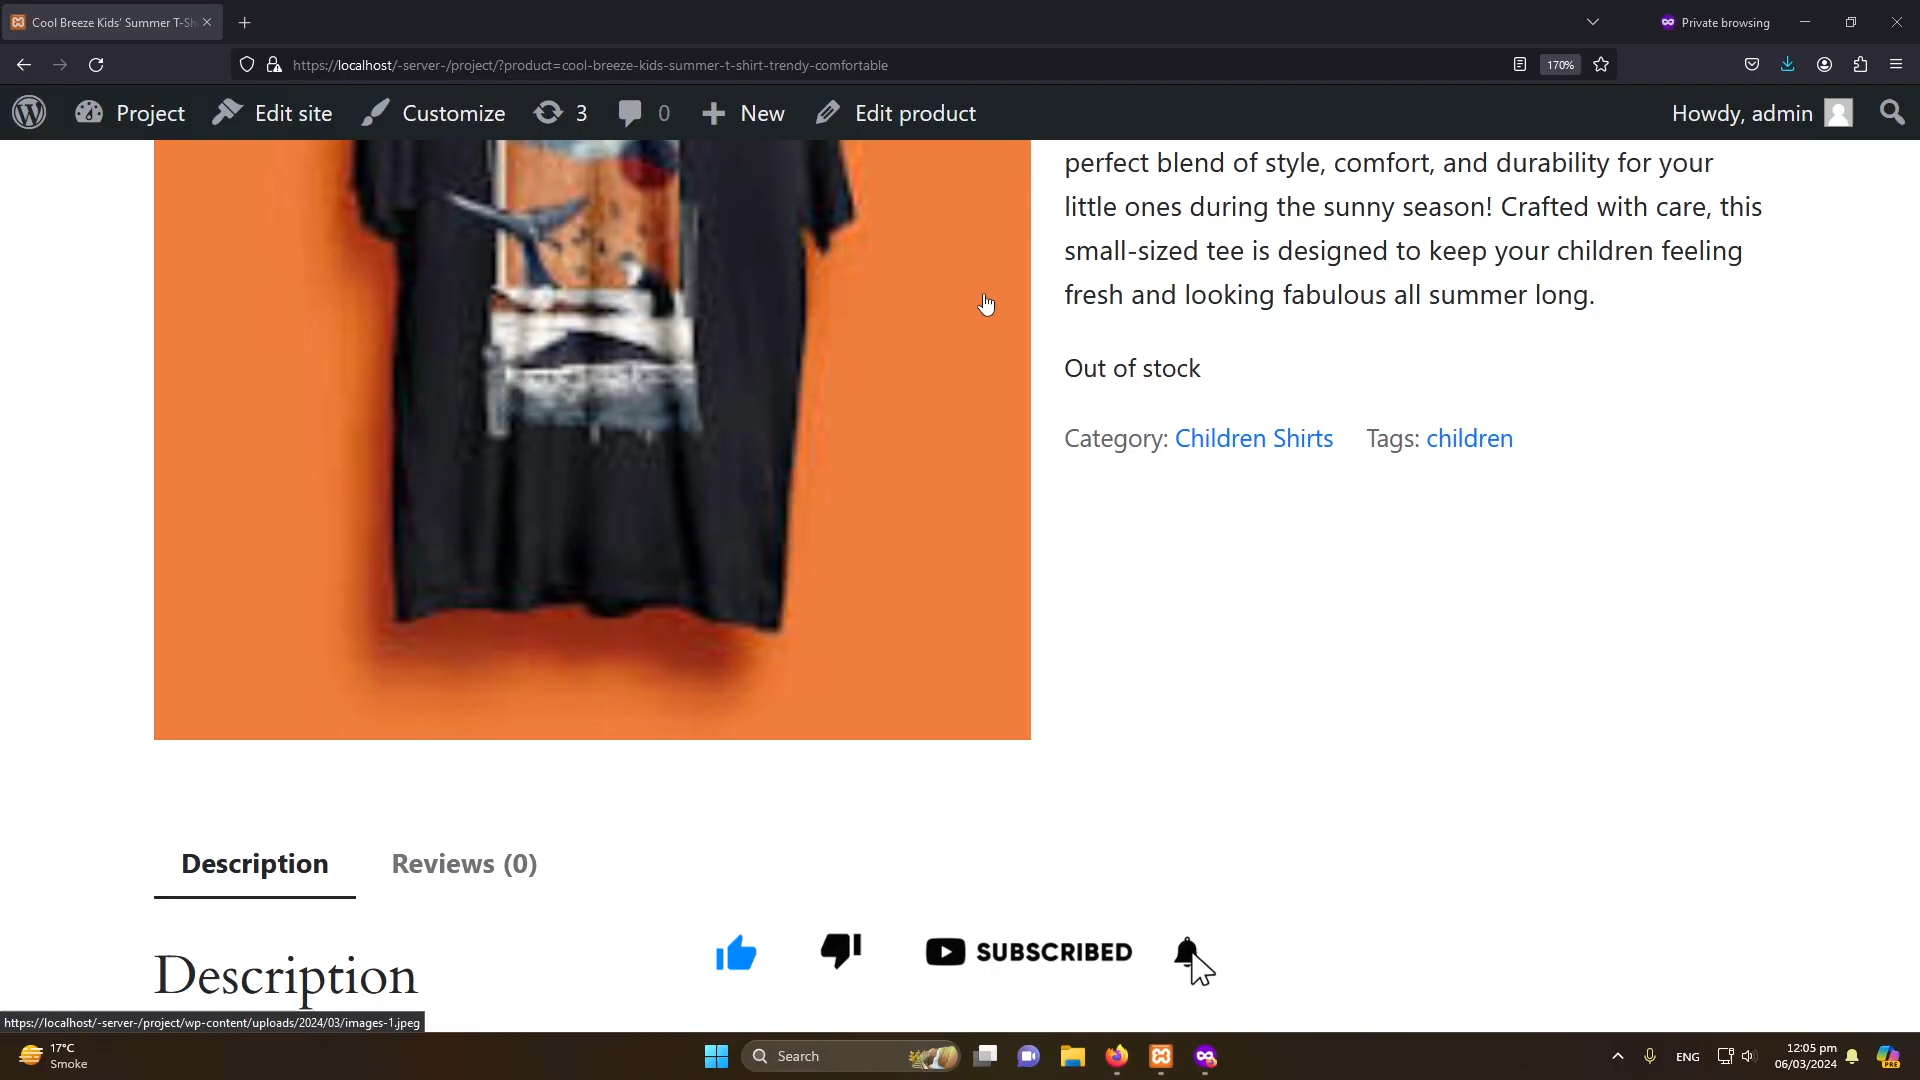 Cool Breeze Kids' Summer T-Sh
Private browsing
https://localhost/-server-/project/?product=cool-breeze-kids-summer-t-shirt-trendy-comfortable
170%
Project
Edit site
Customize
3
0
New
Edit product
Howdy, admin
perfect blend of style, comfort, and durability for your
little ones during the sunny season! Crafted with care, this
small-sized tee is designed to keep your children feeling
fresh and looking fabulous all summer long.
Out of stock
Category: Children Shirts Tags: children
Description
Reviews (0)
SUBSCRIBED
Description
https://localhost/-server-/project/wp-content/uploads/2024/03/images-1.jpeg
17°C
Smoke
Search
ENG
12:05 pm
06/03/2024
PRE